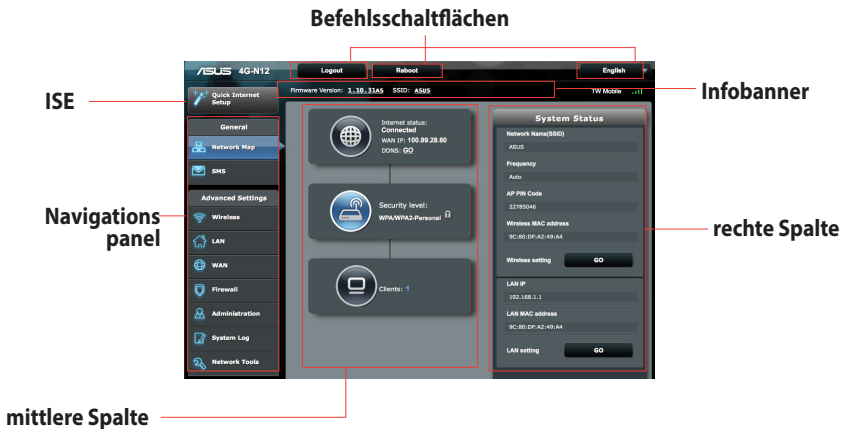 Befehlsschaltflächen
ASUS 4G-N12
Logout
Reboot
English
ISE
Quick Internet
Setup
Firmware Version: 1.10.31AS SSID: ASUS
TW Mobile
Infobanner
General
Network Map
SMS
Advanced Settings
Wireless
LAN
WAN
Firewall
Administration
System Log
Network Tools
Navigations
panel
Internet status:
Connected
WAN IP: 100.99.28.60
DDNS: GO
Security level:
WPA/WPA2-Personal
Clients: 1
System Status
Network Name(SSID)
ASUS
Frequency
Auto
AP PIN Code
22785046
Wireless MAC address
9C:80:DF:A2:49:A4
Wireless setting
GO
LAN IP
192.168.1.1
LAN MAC address
9C:80:DF:A2:49:A4
LAN setting
GO
rechte Spalte
mittlere Spalte